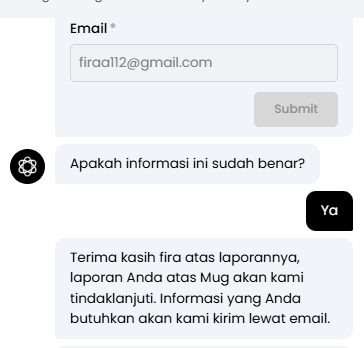 Email *
firaa112@gmail.com
Submit
Apakah informasi ini sudah benar?
Ya
Terima kasih fira atas laporannya,
laporan Anda atas Mug akan kami
tindaklanjuti. Informasi yang Anda
butuhkan akan kami kirim lewat email.